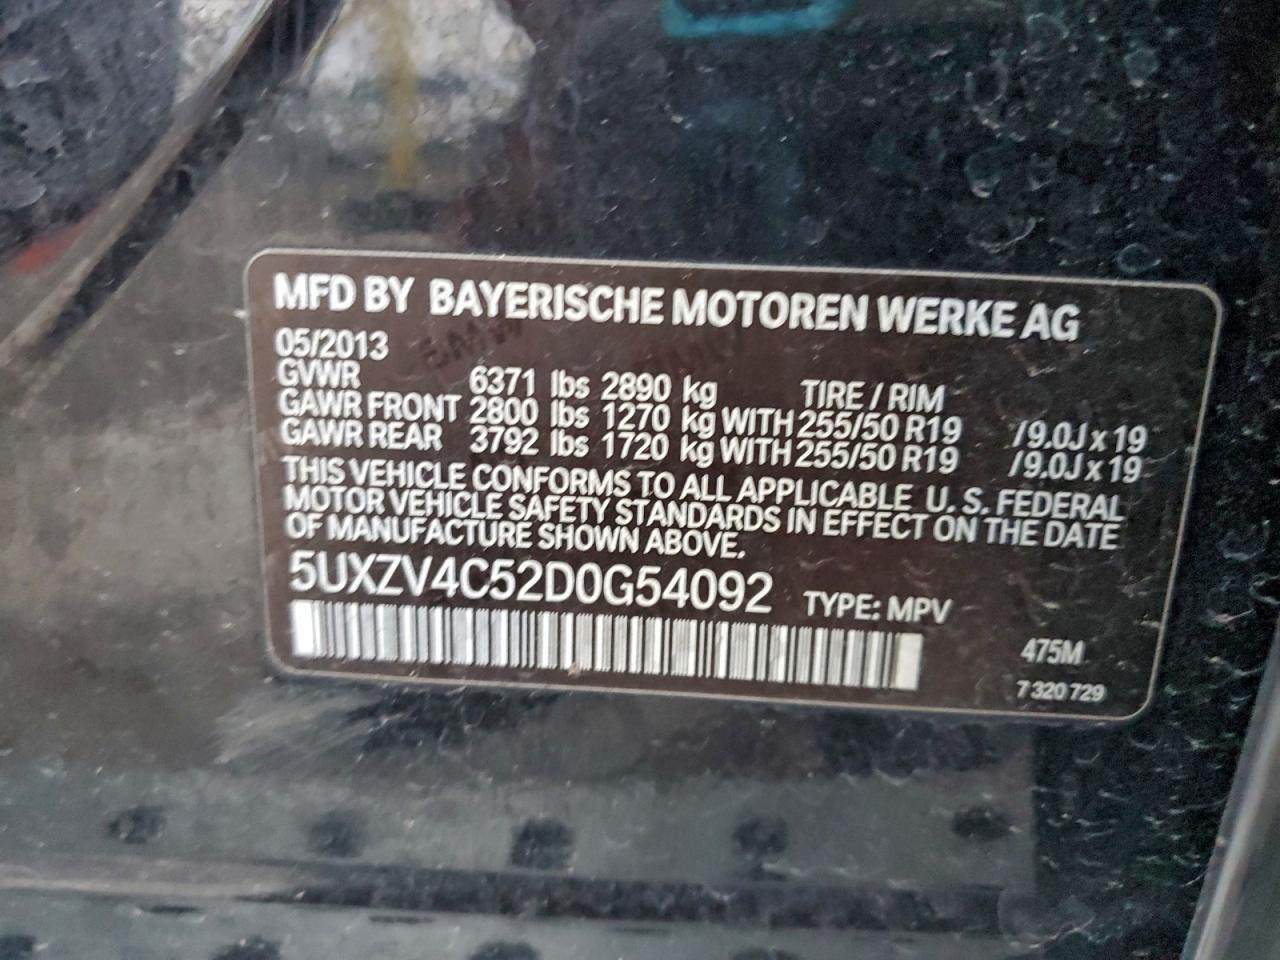 MFD BY BAYERISCHE MOTOREN WERKE AG
05/2013
GVWR 6371 lbs 2890 kg TIRE / RIM
GAWR FRONT 2800 lbs 1270 kg WITH 255/50 R19 /9.0J x 19
GAWR REAR 3792 lbs 1720 kg WITH 255/50 R19 /9.0J x 19
THIS VEHICLE CONFORMS TO ALL APPLICABLE U. S. FEDERAL
MOTOR VEHICLE SAFETY STANDARDS IN EFFECT ON THE DATE
OF MANUFACTURE SHOWN ABOVE.
5UXZV4C52D0G54092 TYPE: MPV
475M
7 320 729